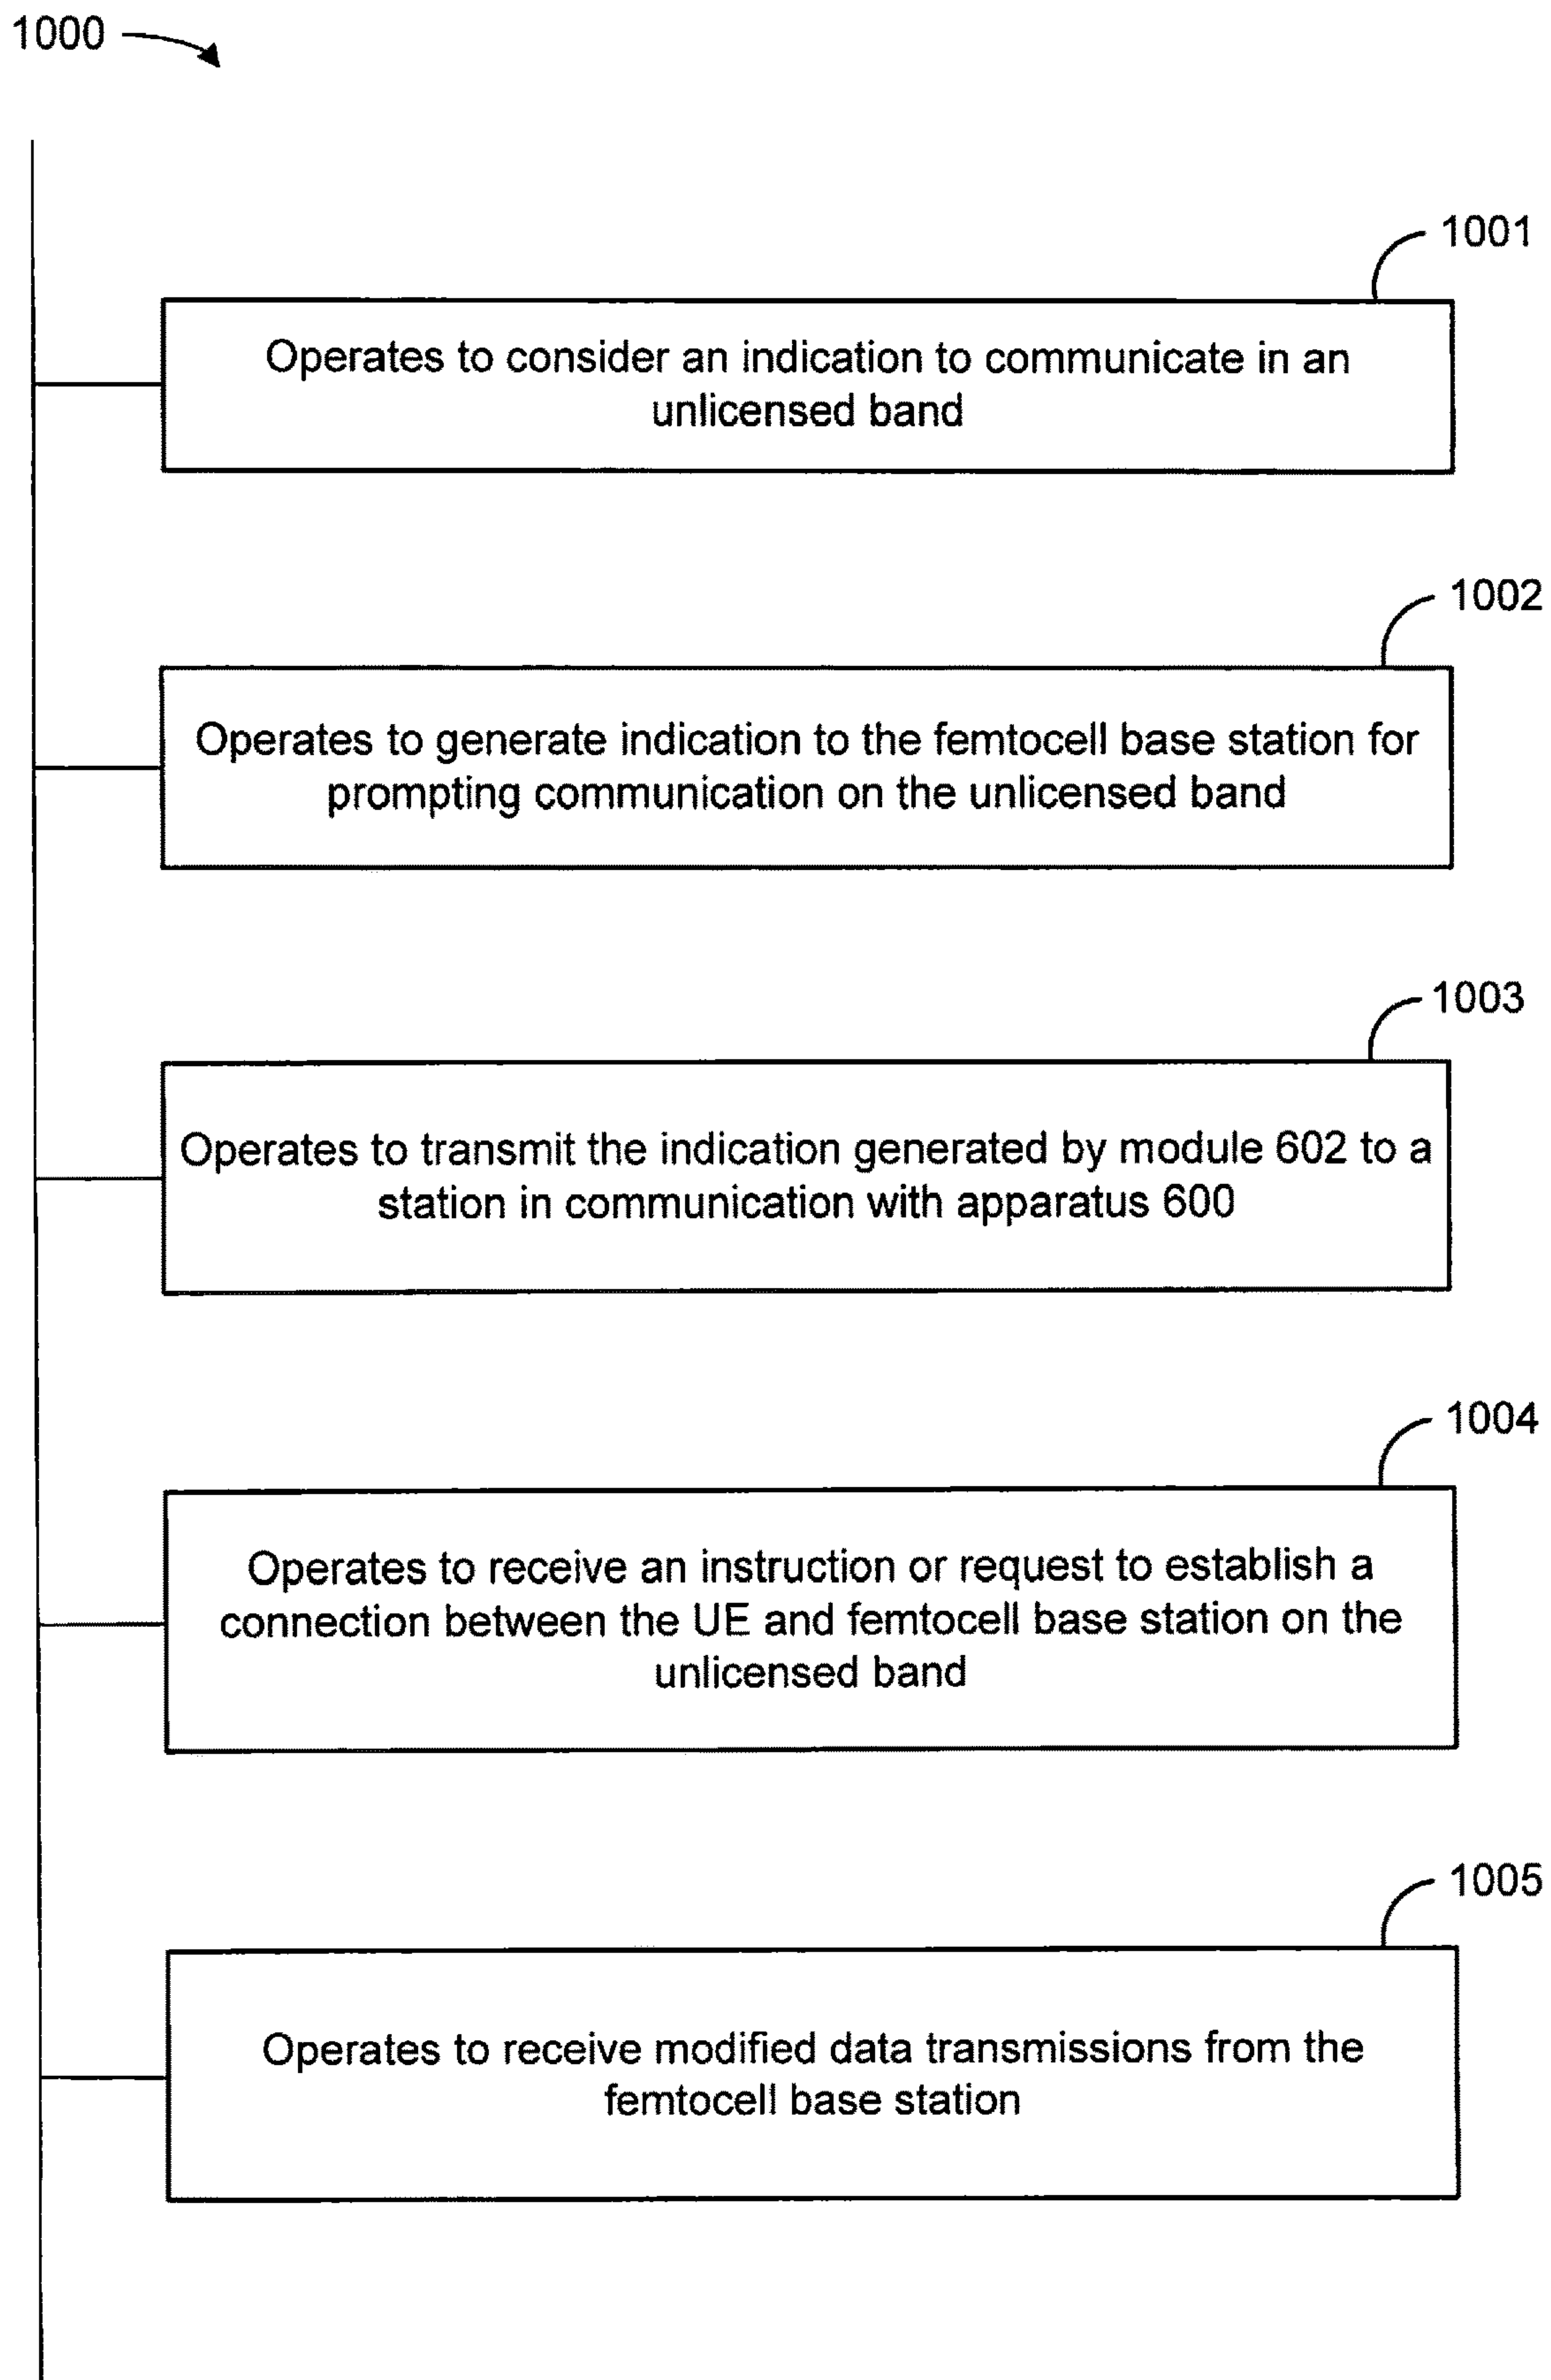 1000
1001
Operates to consider an indication to communicate in an
unlicensed band
1002
Operates to generate indication to the femtocell base station for
prompting communication on the unlicensed band
1003
Operates to transmit the indication generated by module 602 to a
station in communication with apparatus 600
1004
Operates to receive an instruction or request to establish a
connection between the UE and femtocell base station on the
unlicensed band
1005
Operates to receive modified data transmissions from the
femtocell base station